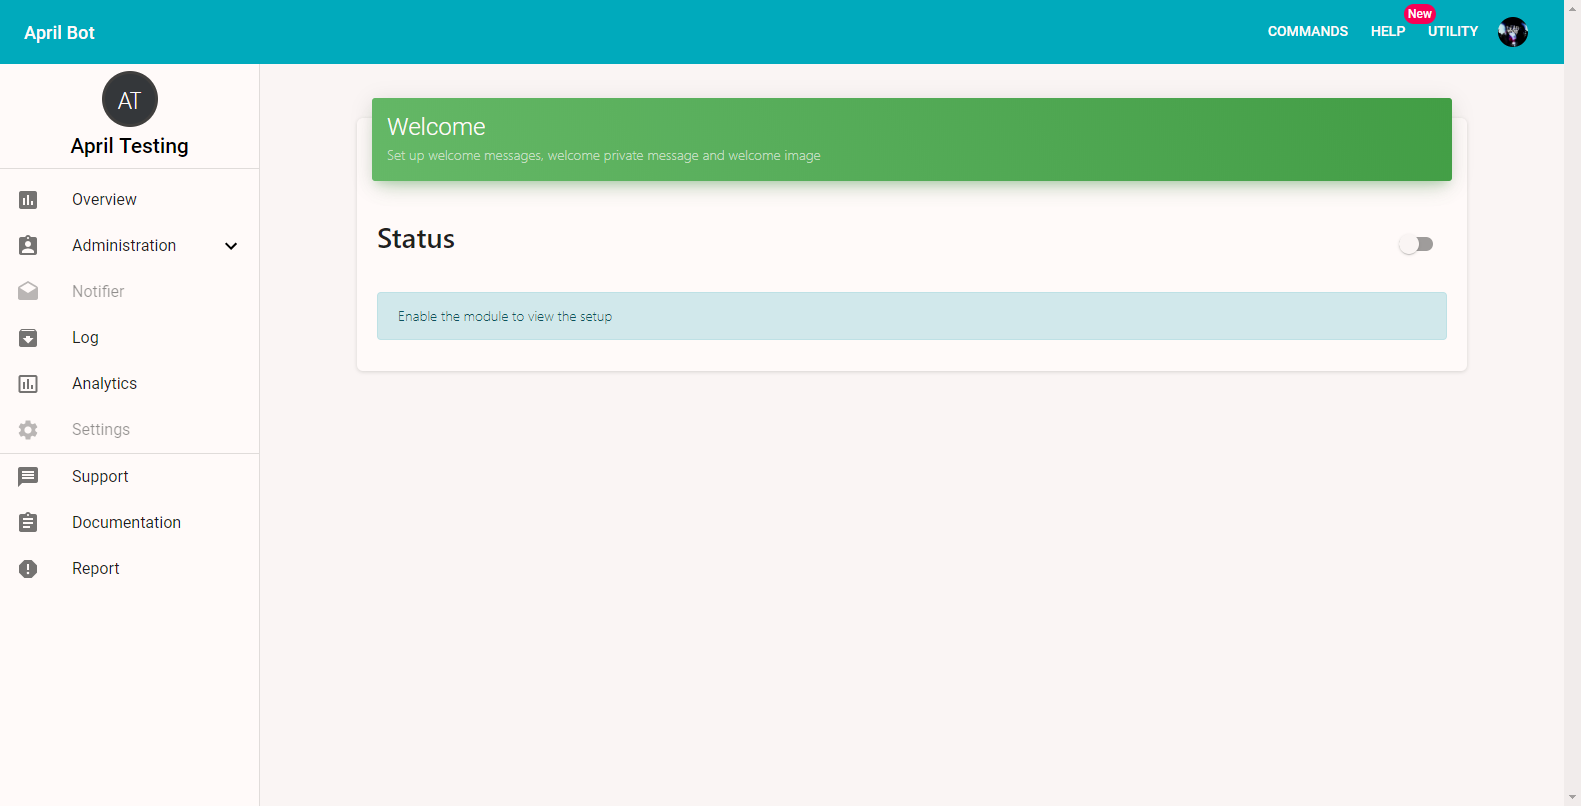 April Bot
COMMANDS
HELP
New
UTILITY
AT
April Testing
Overview
Administration
Notifier
Log
Analytics
Settings
Support
Documentation
Report
Welcome
Set up welcome messages, welcome private message and welcome image
Status
Enable the module to view the setup